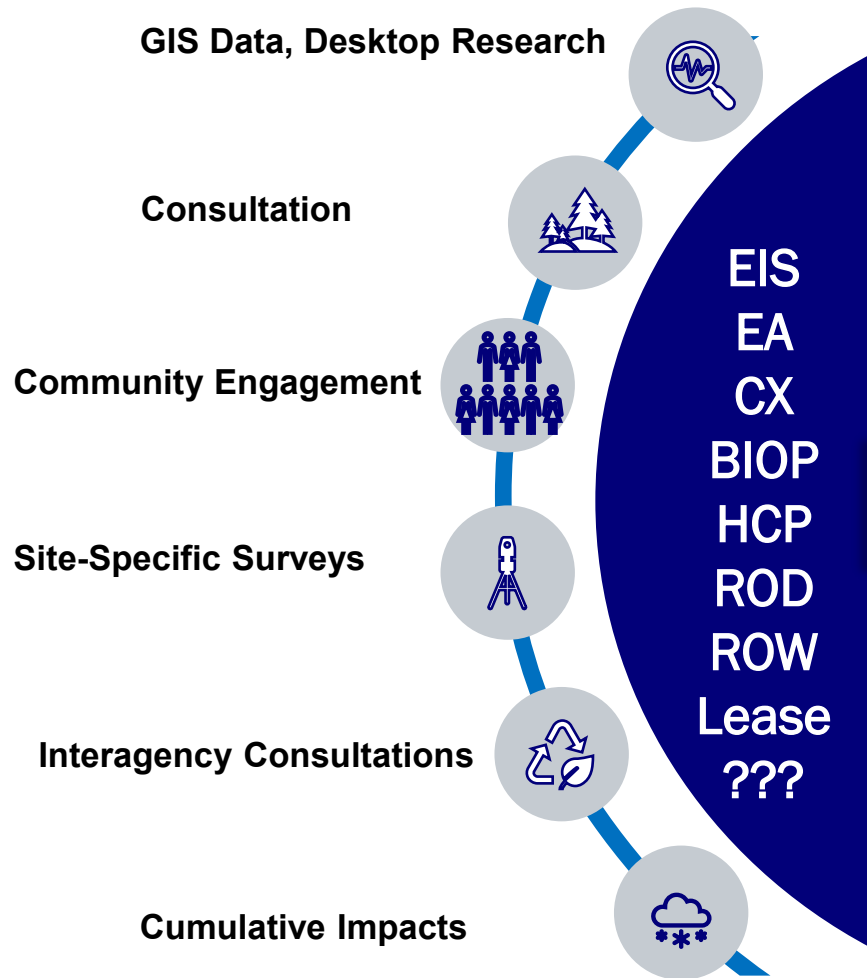 GIS Data, Desktop Research
Consultation
Community Engagement
Site-Specific Surveys
Interagency Consultations
Cumulative Impacts
EIS
EA
CX
BIOP
HCP
ROD
ROW
Lease
???